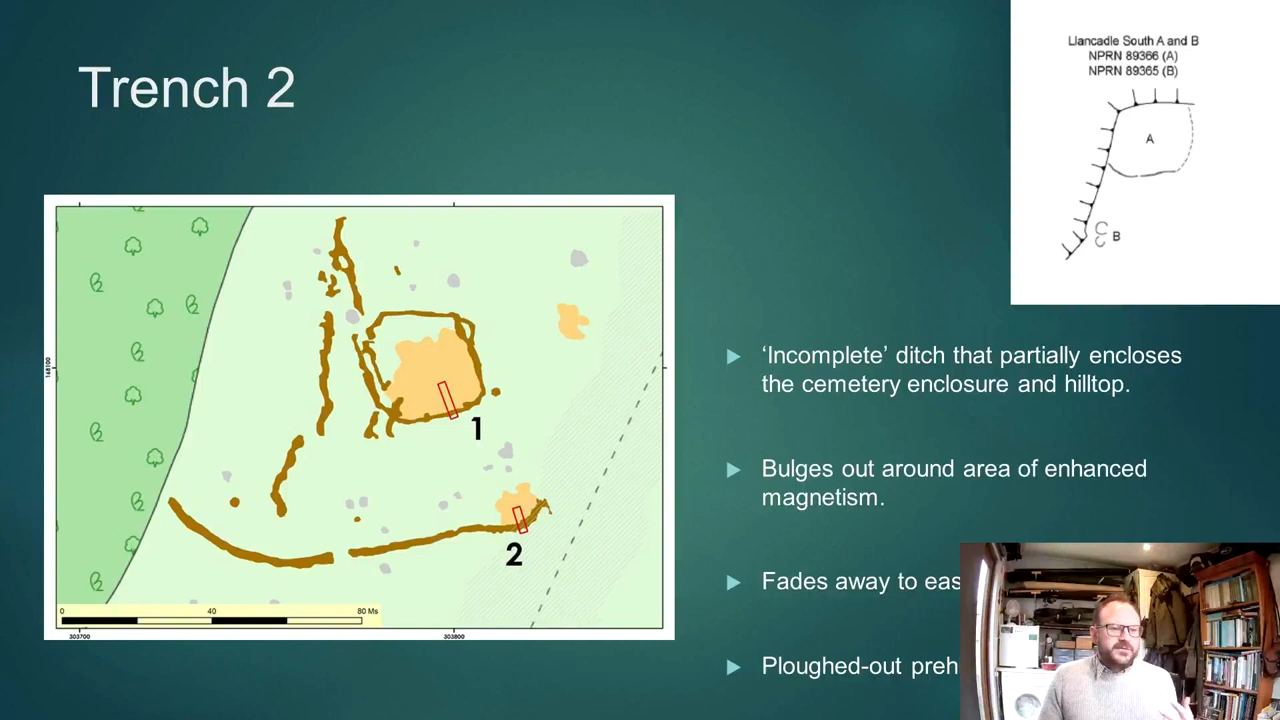 Trench 2
Llancadle South A and B
NPRN 89366 (A)
NPRN 89365 (B)
A
B
1
2
0 40 80 Ms
168100
303700 303800
‘Incomplete’ ditch that partially encloses
the cemetery enclosure and hilltop.
Bulges out around area of enhanced
magnetism.
Fades away to eas
Ploughed-out preh